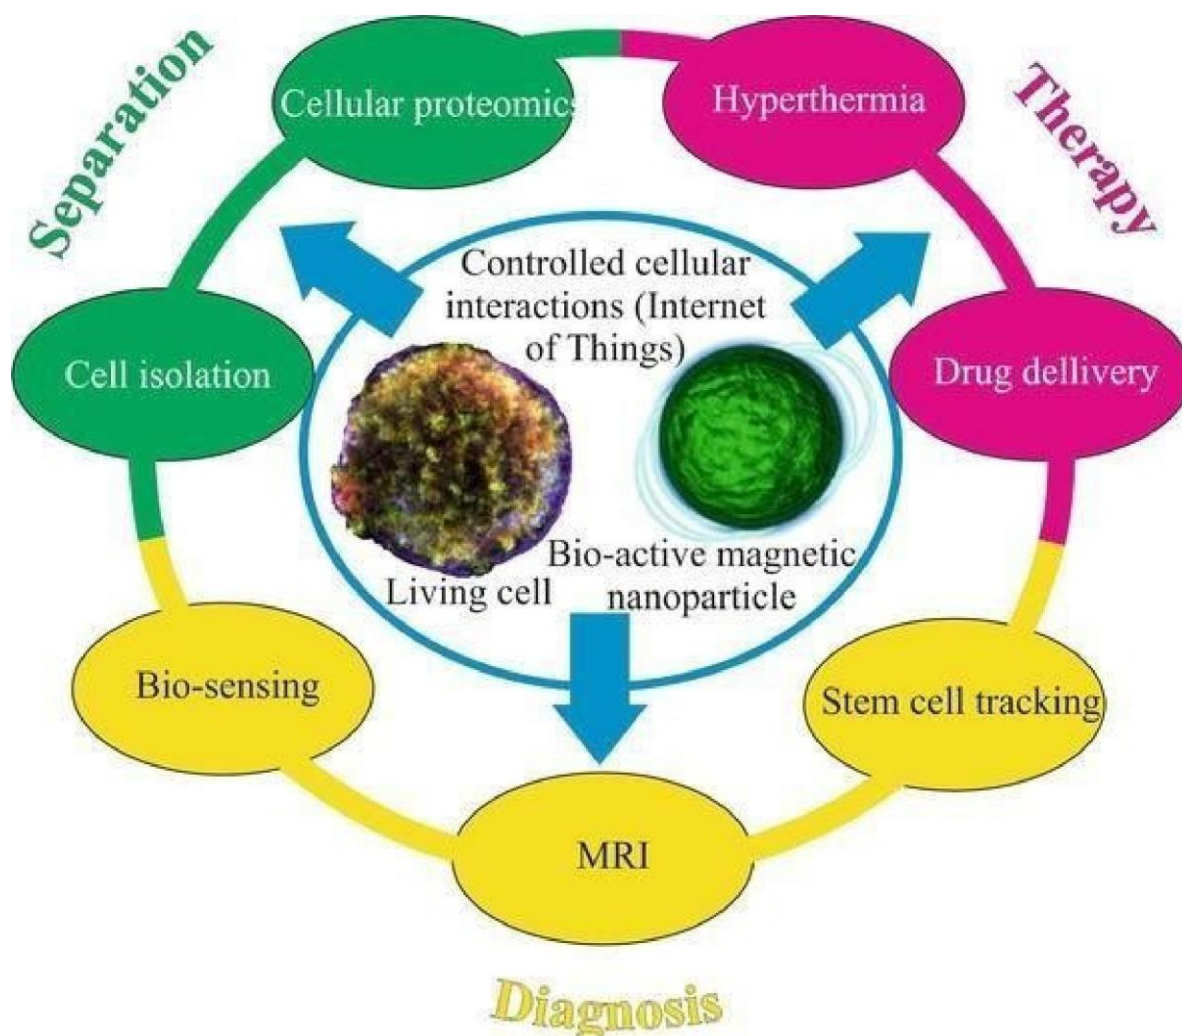 Separation
Cellular proteomics
Hyperthermia
Therapy
Controlled cellular
interactions (Internet
of Things)
Cell isolation
Drug dellivery
Living cell
Bio-active magnetic
nanoparticle
Bio-sensing
Stem cell tracking
MRI
Diagnosis